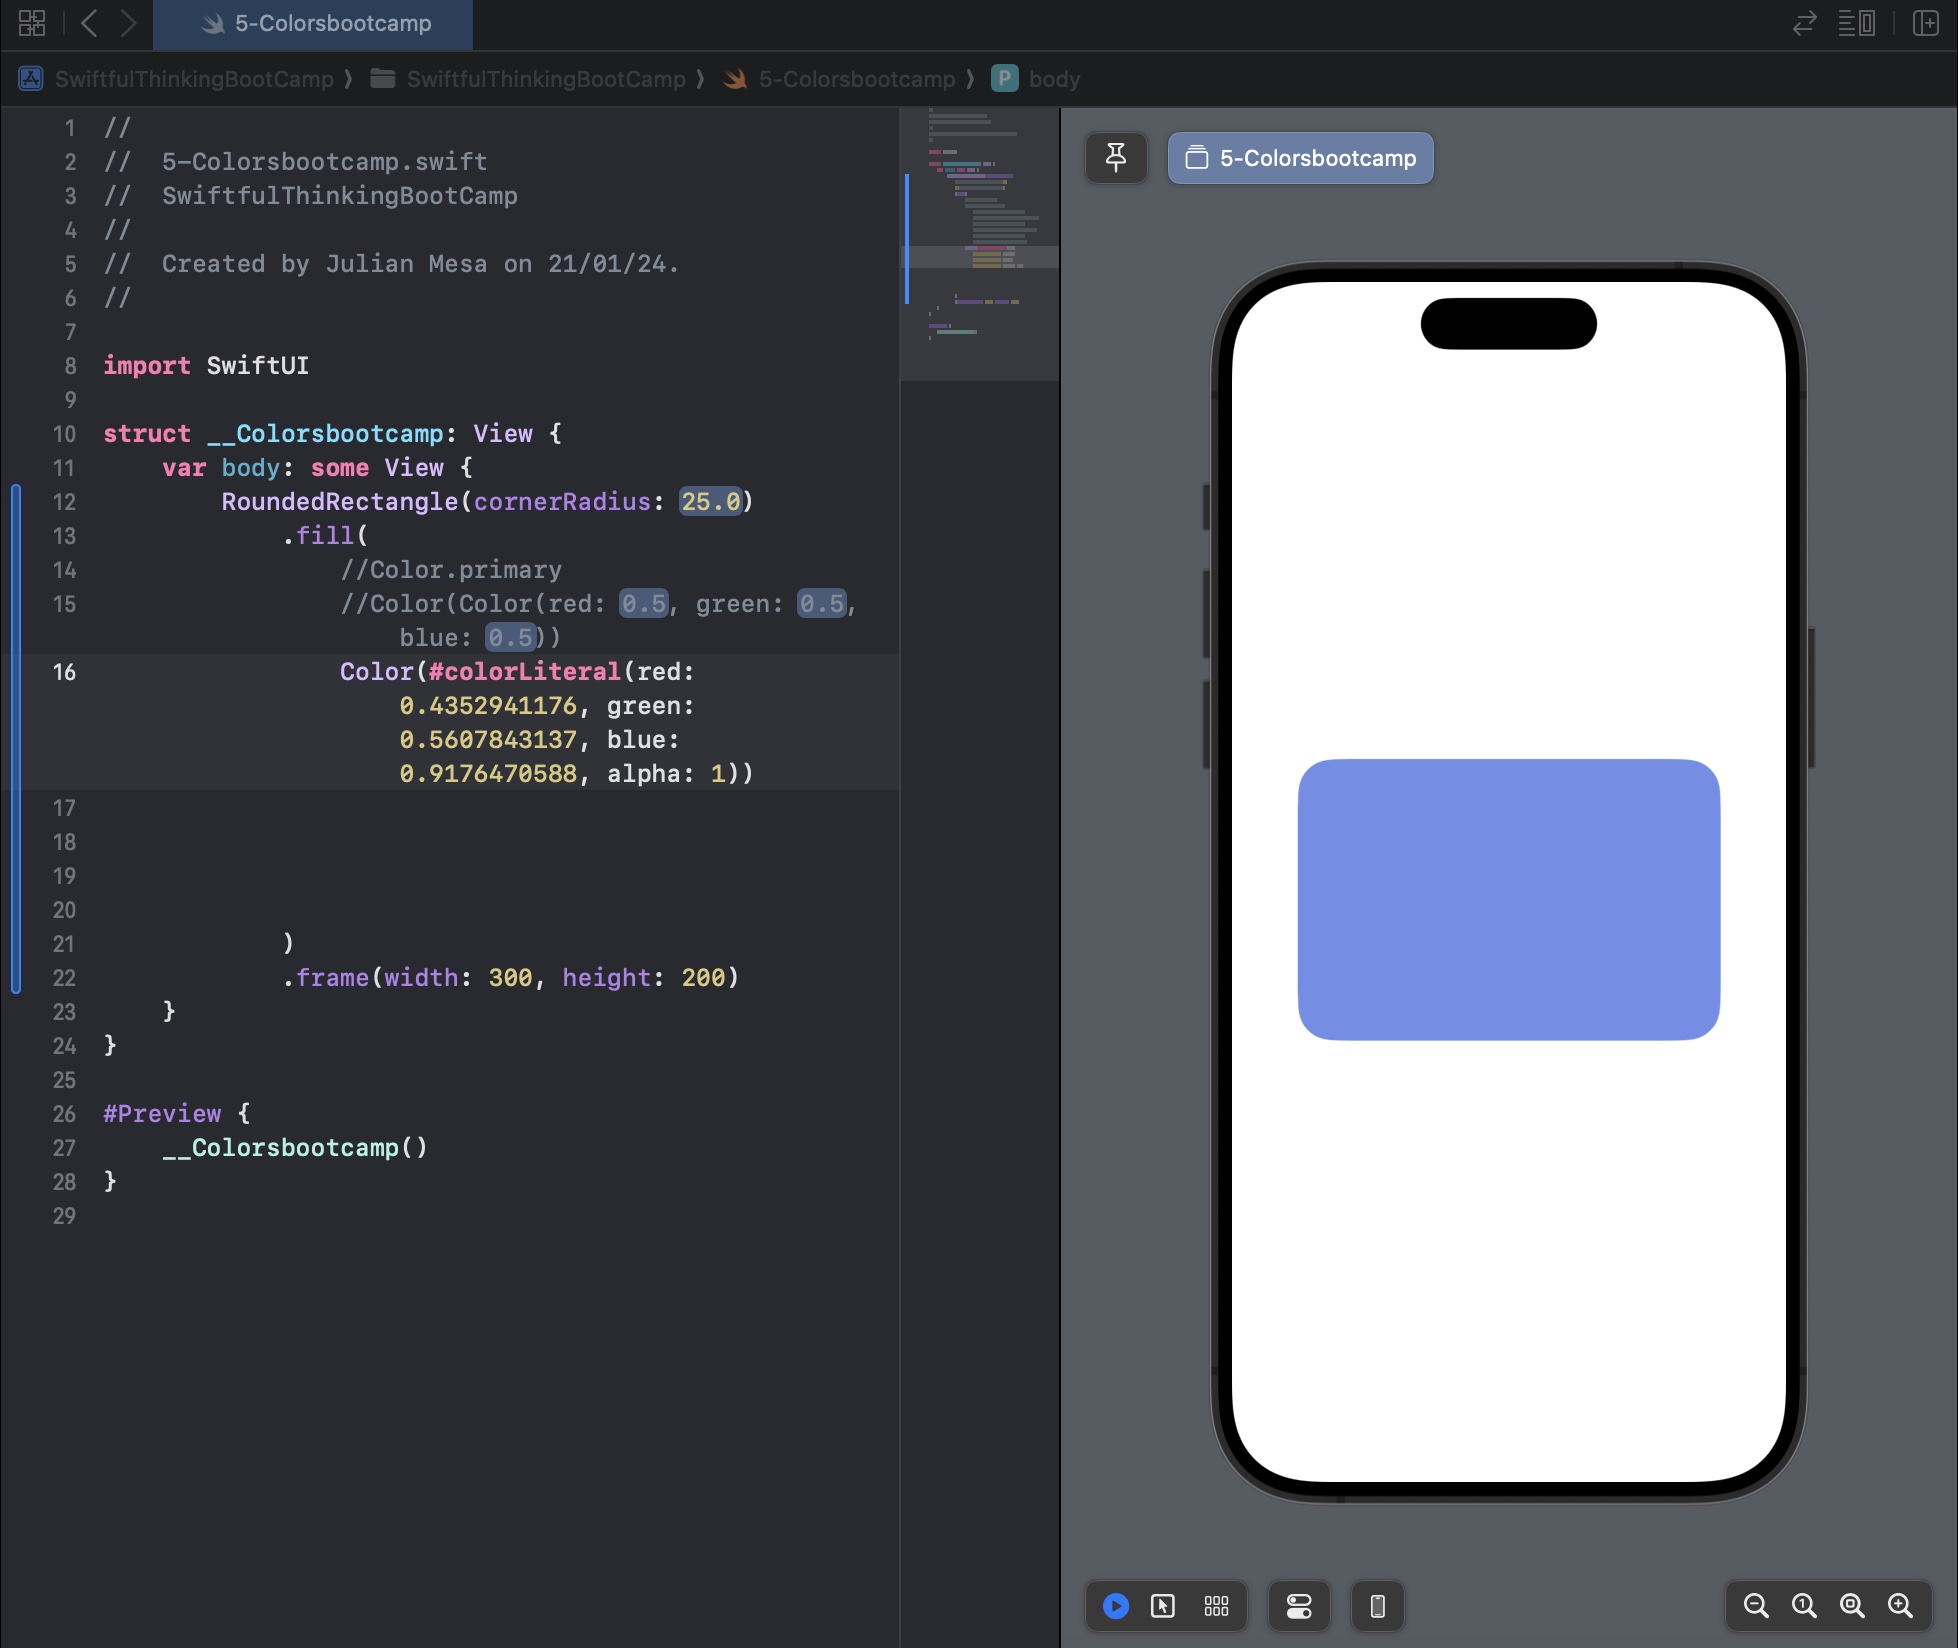 5-Colorsbootcamp
SwiftfulThinkingBootCamp ⟩ SwiftfulThinkingBootCamp ⟩ 5-Colorsbootcamp ⟩ P body
1 //
2 //  5-Colorsbootcamp.swift
3 //  SwiftfulThinkingBootCamp
4 //
5 //  Created by Julian Mesa on 21/01/24.
6 //
7
8 import SwiftUI
9
10 struct __Colorsbootcamp: View {
11     var body: some View {
12         RoundedRectangle(cornerRadius: 25.0)
13             .fill(
14                 //Color.primary
15                 //Color(Color(red: 0.5, green: 0.5,
blue: 0.5))
16                 Color(#colorLiteral(red:
0.4352941176, green:
0.5607843137, blue:
0.9176470588, alpha: 1))
17
18
19
20
21             )
22             .frame(width: 300, height: 200)
23     }
24 }
25
26 #Preview {
27     __Colorsbootcamp()
28 }
29
5-Colorsbootcamp